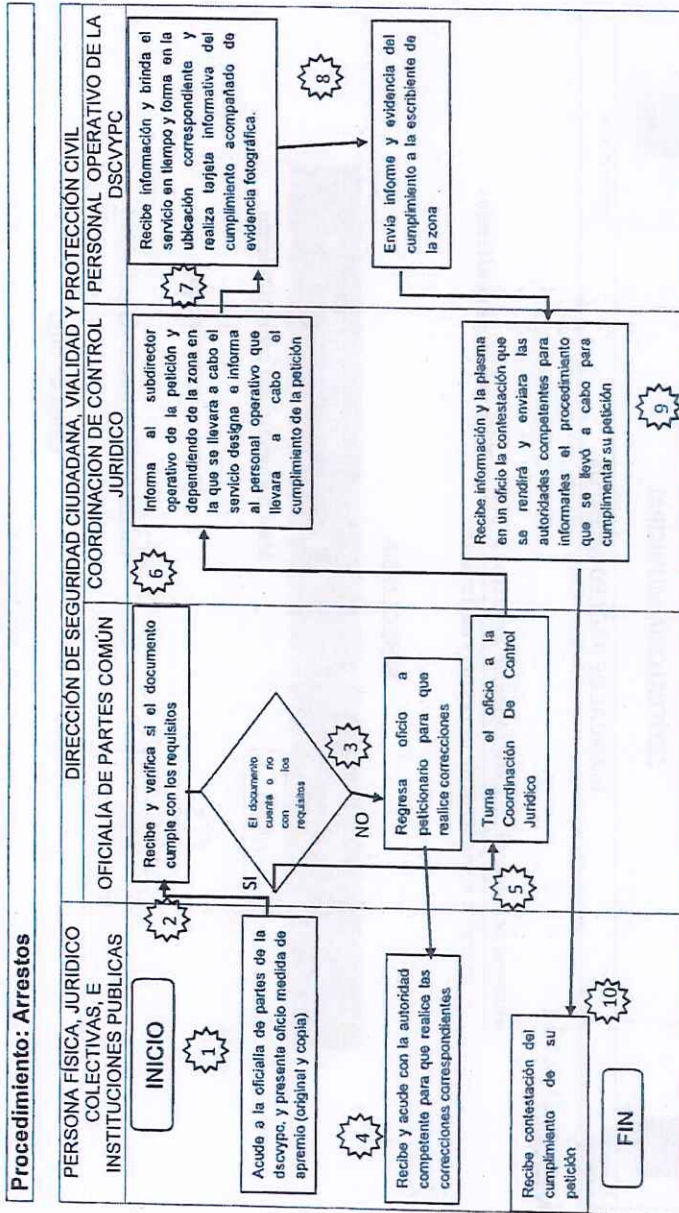 Procedimiento: Arrestos
PERSONA FÍSICA, JURIDICO
COLECTIVAS, E
INSTITUCIONES PUBLICAS
DIRECCIÓN DE SEGURIDAD CIUDADANA, VIALIDAD Y PROTECCIÓN CIVIL
OFICIALÍA DE PARTES COMÚN
COORDINACION DE CONTROL
JURIDICO
PERSONAL OPERATIVO DE LA
DSCVYPC
INICIO
1
Acude a la oficialía de partes de la
dscvypc, y presente oficio medida de
apremio (original y copia)
2
Recibe y verifica si el documento
cumple con los requisitos
El documento
cuenta o no
con los
requisitos
SI
NO
3
Regresa oficio a
peticionario para que
realice correcciones
4
Recibe y acude con la autoridad
competente para que realice las
correcciones correspondientes
5
Turna el oficio a la
Coordinación De Control
Jurídico
6
Informa al subdirector
operativo de la petición y
dependiendo de la zona en
la que se llevara a cabo el
servicio designa e informa
al personal operativo que
llevara a cabo el
cumplimiento de la petición
7
Recibe información y brinda el
servicio en tiempo y forma en la
ubicación correspondiente y
realiza tarjeta informativa del
cumplimiento acompañado de
evidencia fotográfica.
8
Envía informe y evidencia del
cumplimiento a la escribiente de
la zona
9
Recibe información y la plasma
en un oficio la contestación que
se rendirá y enviara las
autoridades competentes para
informarles el procedimiento
que se llevó a cabo para
cumplimentar su petición
10
Recibe contestación del
cumplimiento de su
petición
FIN